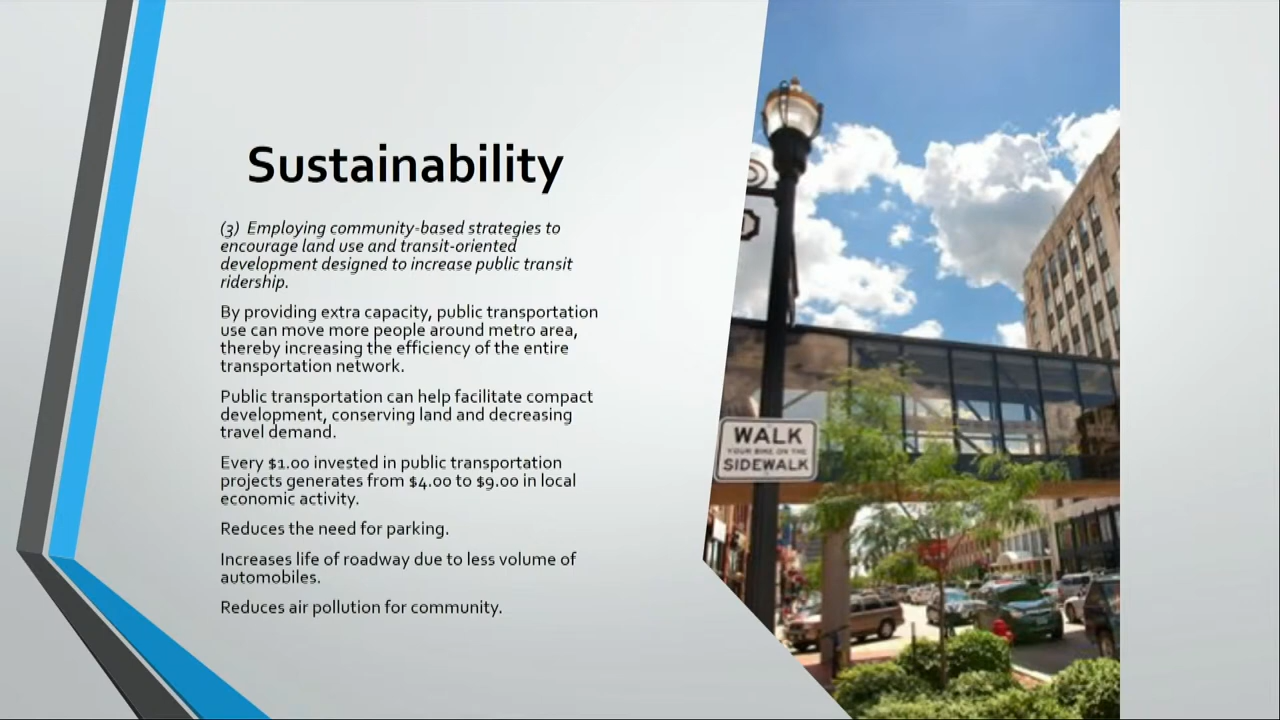 Sustainability
(3) Employing community-based strategies to
encourage land use and transit-oriented
development designed to increase public transit
ridership.
By providing extra capacity, public transportation
use can move more people around metro area,
thereby increasing the efficiency of the entire
transportation network.
Public transportation can help facilitate compact
development, conserving land and decreasing
travel demand.
Every $1.00 invested in public transportation
projects generates from $4.00 to $9.00 in local
economic activity.
Reduces the need for parking.
Increases life of roadway due to less volume of
automobiles.
Reduces air pollution for community.
WALK
YOUR BIKE ON THE
SIDEWALK